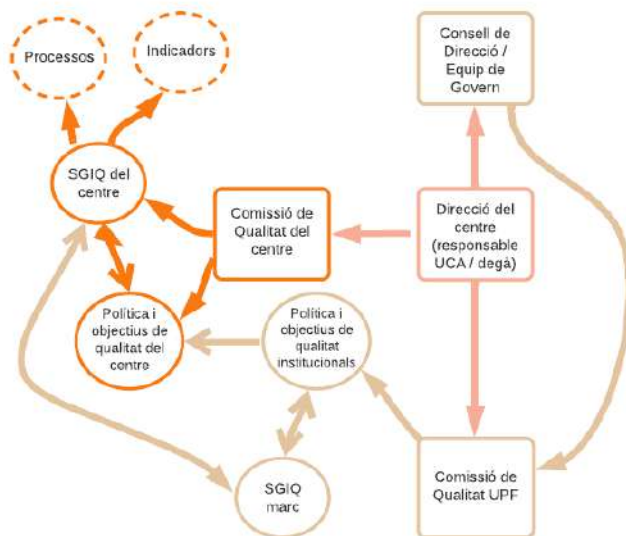 Processos
Indicadors
Consell de
Direcció /
Equip de
Govern
SGIQ del
centre
Comissió de
Qualitat del
centre
Direcció del
centre
(responsable
UCA / degà)
Política i
objectius de
qualitat del
centre
Política i
objectius de
qualitat
institucionals
SGIQ
marc
Comissió de
Qualitat UPF